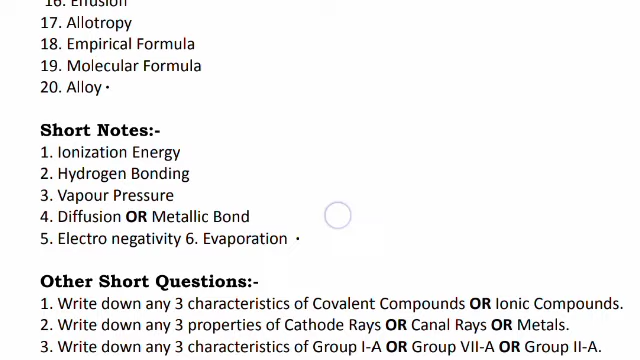 16. Effusion
17. Allotropy
18. Empirical Formula
19. Molecular Formula
20. Alloy •
Short Notes:-
1. Ionization Energy
2. Hydrogen Bonding
3. Vapour Pressure
4. Diffusion OR Metallic Bond
5. Electro negativity 6. Evaporation •
Other Short Questions:-
1. Write down any 3 characteristics of Covalent Compounds OR Ionic Compounds.
2. Write down any 3 properties of Cathode Rays OR Canal Rays OR Metals.
3. Write down any 3 characteristics of Group I-A OR Group VII-A OR Group II-A.